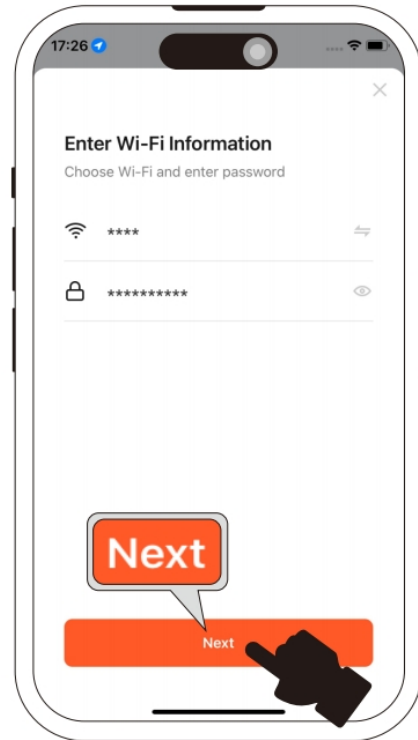 17:26
Enter Wi-Fi Information
Choose Wi-Fi and enter password
****
**********
Next
Next